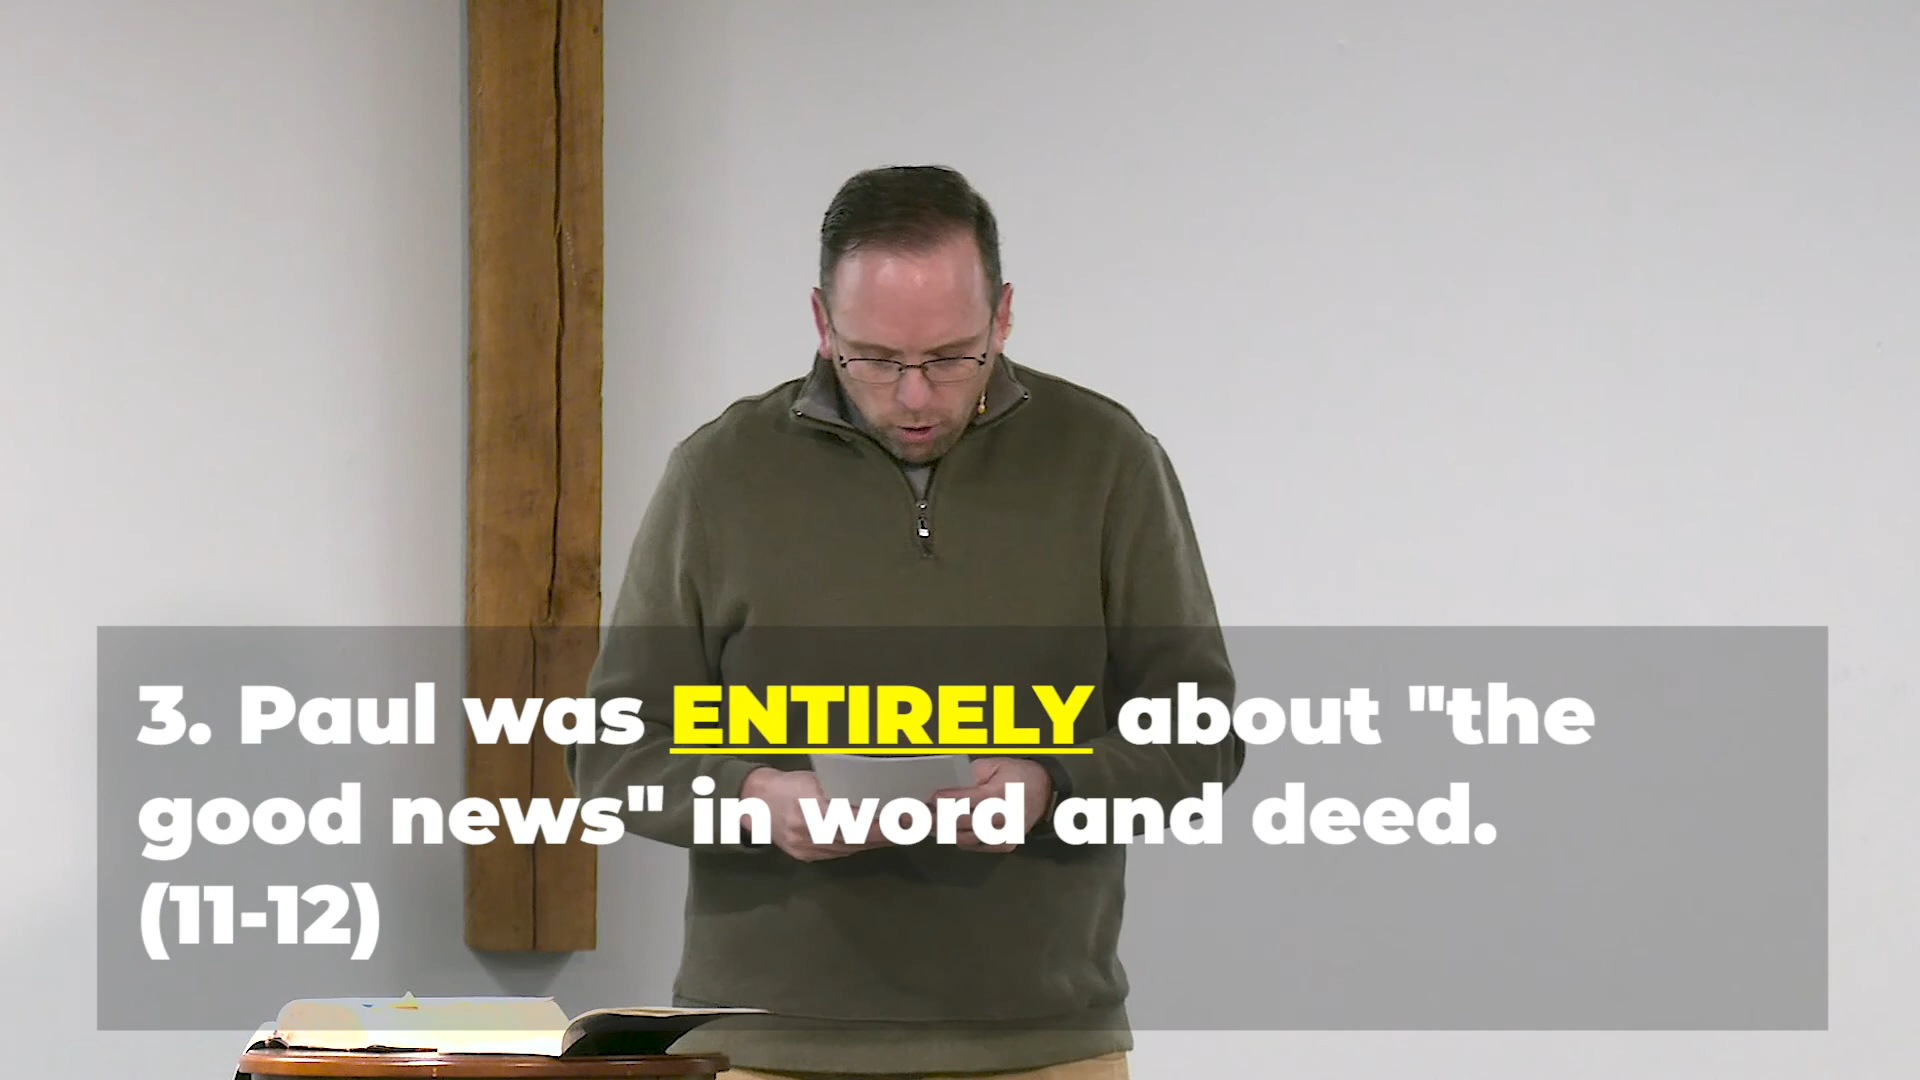 3. Paul was ENTIRELY about "the
good news" in word and deed.
(11-12)